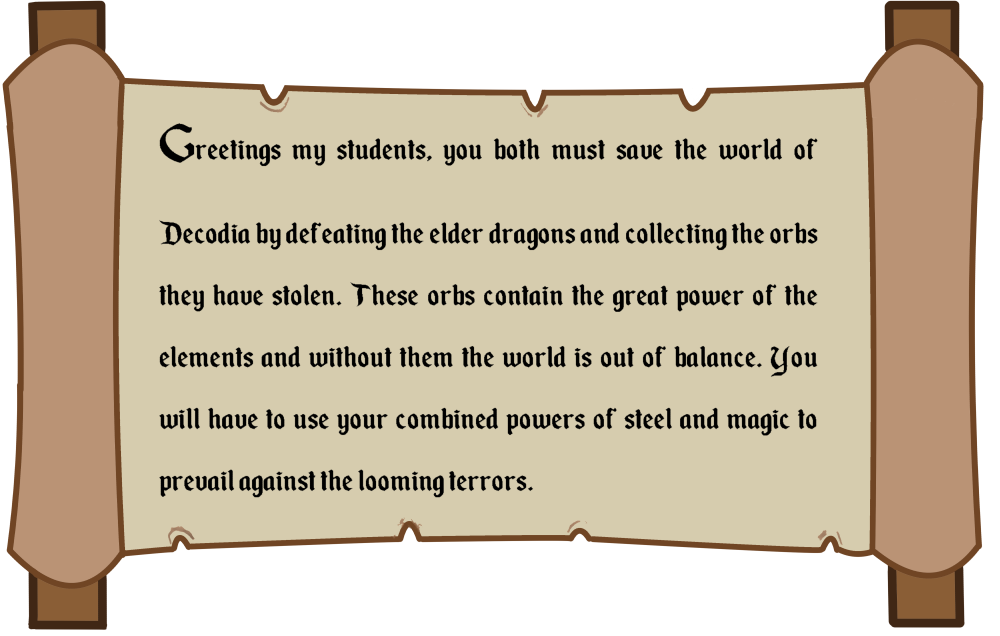 Greetings my students, you both must save the world of
Decodia by defeating the elder dragons and collecting the orbs
they have stolen. These orbs contain the great power of the
elements and without them the world is out of balance. You
will have to use your combined powers of steel and magic to
prevail against the looming terrors.